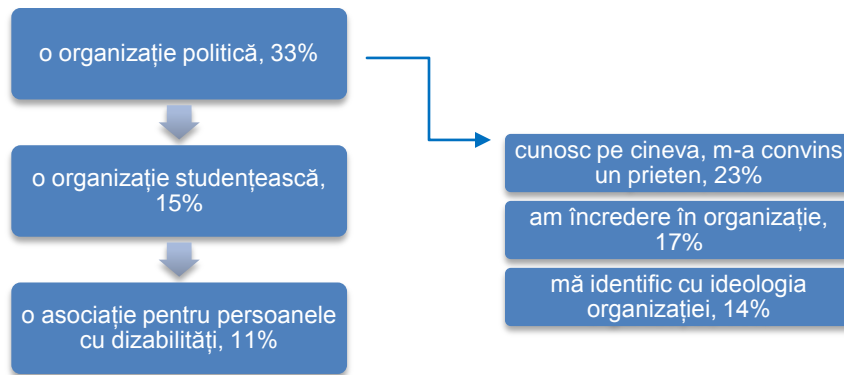 o organizație politică, 33%
o organizație studențească,
15%
o asociație pentru persoanele
cu dizabilități, 11%
cunosc pe cineva, m-a convins
un prieten, 23%
am încredere în organizație,
17%
mă identific cu ideologia
organizației, 14%